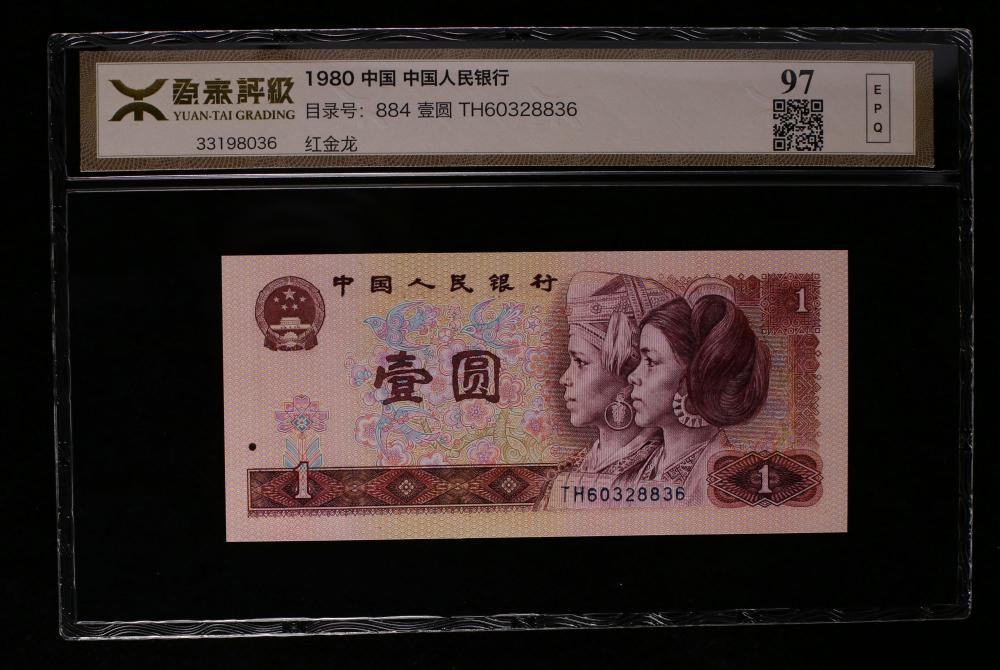 源泰評級
YUAN-TAI GRADING
33198036
1980 中国 中国人民银行
目录号: 884 壹圆 TH60328836
红金龙
97
E
P
Q
中国人民银行
1
壹圆
1
TH60328836
1